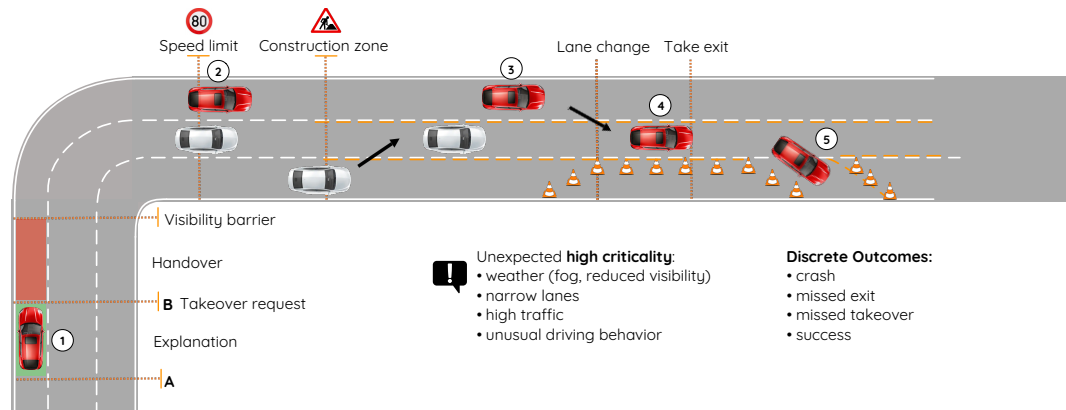 80
Speed limit
Construction zone
Lane change
Take exit
2
3
4
5
Visibility barrier
Handover
B Takeover request
1
Explanation
A
!
Unexpected high criticality:
• weather (fog, reduced visibility)
• narrow lanes
• high traffic
• unusual driving behavior
Discrete Outcomes:
• crash
• missed exit
• missed takeover
• success